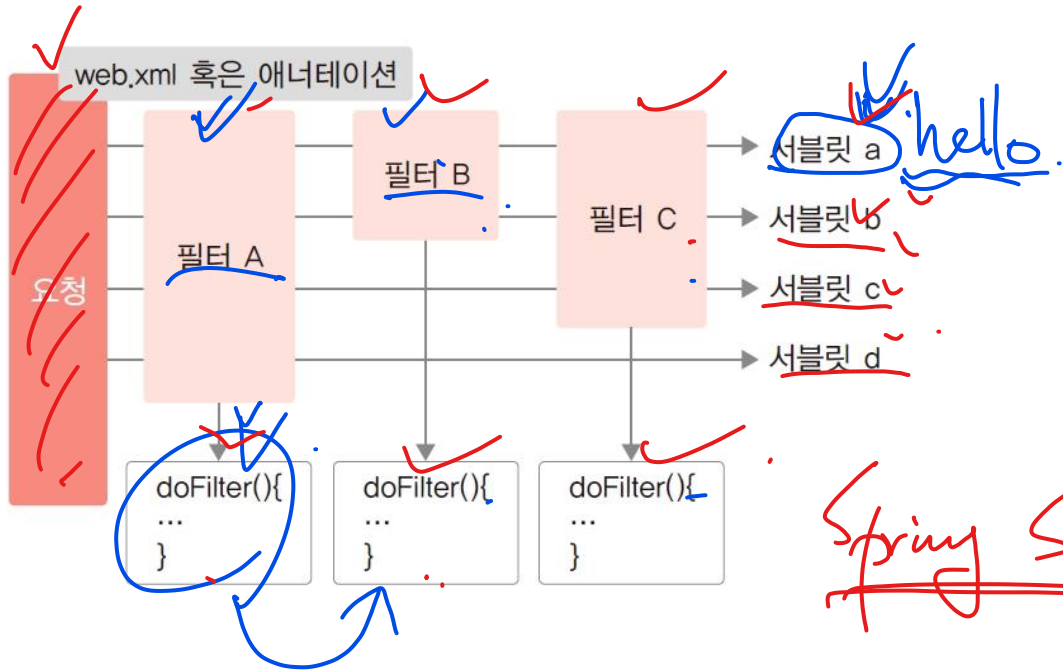 web.xml 혹은 애너테이션
요청
필터 A
필터 B
필터 C
서블릿 a
hello.
서블릿 b
서블릿 c
서블릿 d
doFilter(){
...
}
doFilter(){
...
}
doFilter(){
...
}
Spring S